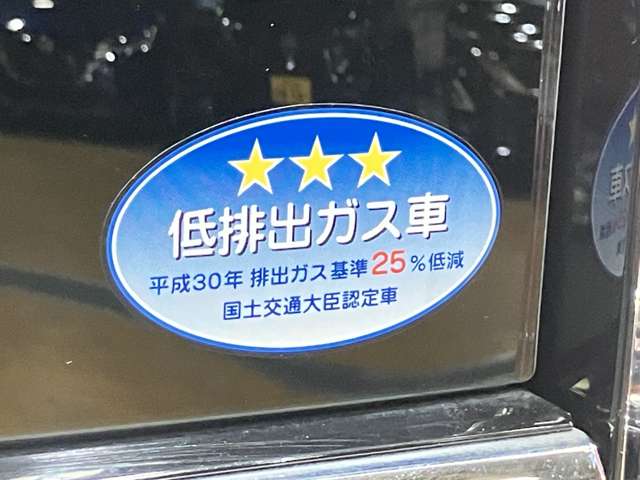 ★★★
低排出ガス車
平成30年 排出ガス基準25%低減
国土交通大臣認定車